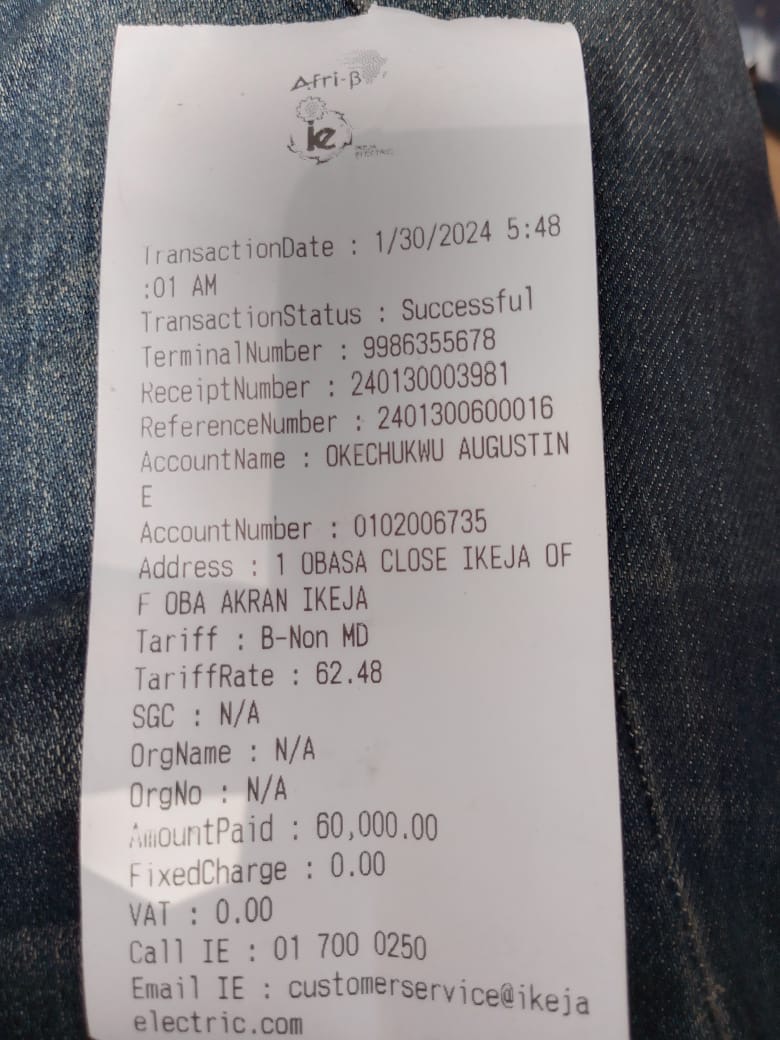 Afri-β
ie
IKEJA
ELECTRIC
TransactionDate : 1/30/2024 5:48
:01 AM
TransactionStatus : Successful
TerminalNumber : 9986355678
ReceiptNumber : 240130003981
ReferenceNumber : 2401300600016
AccountName : OKECHUKWU AUGUSTIN
E
AccountNumber : 0102006735
Address : 1 OBASA CLOSE IKEJA OF
F OBA AKRAN IKEJA
Tariff : B-Non MD
TariffRate : 62.48
SGC : N/A
OrgName : N/A
OrgNo : N/A
AmountPaid : 60,000.00
FixedCharge : 0.00
VAT : 0.00
Call IE : 01 700 0250
Email IE : customerservice@ikeja
electric.com